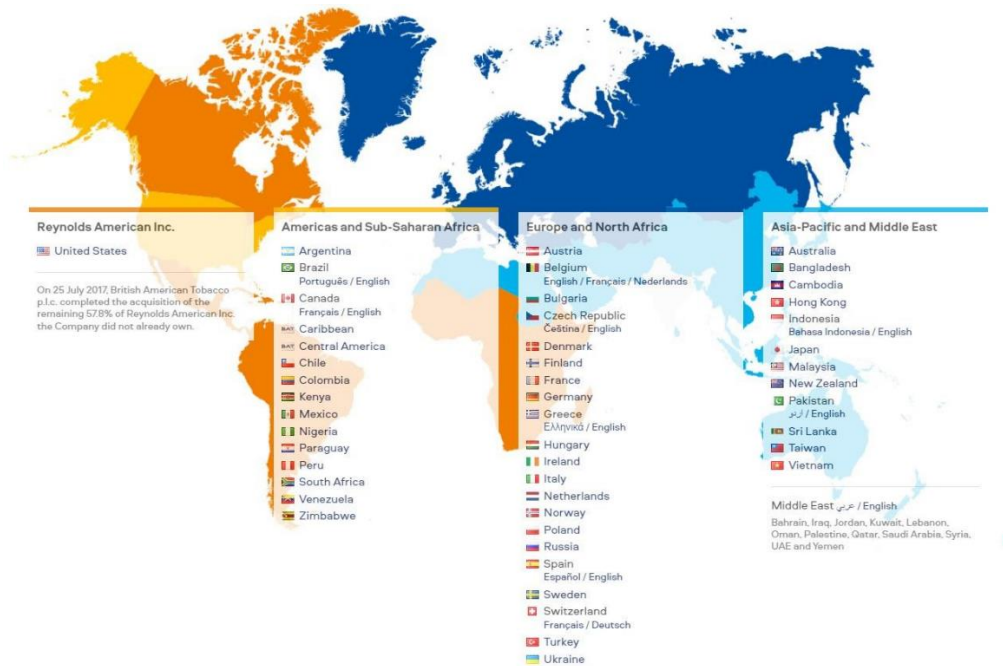 Reynolds American Inc.
United States
On 25 July 2017, British American Tobacco
p.l.c. completed the acquisition of the
remaining 57.8% of Reynolds American Inc.
the Company did not already own.
Americas and Sub-Saharan Africa
Argentina
Brazil
Português / English
Canada
Français / English
BAT Caribbean
BAT Central America
Chile
Colombia
Kenya
Mexico
Nigeria
Paraguay
Peru
South Africa
Venezuela
Zimbabwe
Europe and North Africa
Austria
Belgium
English / Français / Nederlands
Bulgaria
Czech Republic
Čeština / English
Denmark
Finland
France
Germany
Greece
Ελληνικά / English
Hungary
Ireland
Italy
Netherlands
Norway
Poland
Russia
Spain
Español / English
Sweden
Switzerland
Français / Deutsch
Turkey
Ukraine
Asia-Pacific and Middle East
Australia
Bangladesh
Cambodia
Hong Kong
Indonesia
Bahasa Indonesia / English
Japan
Malaysia
New Zealand
Pakistan
اردو / English
Sri Lanka
Taiwan
Vietnam
Middle East عربي / English
Bahrain, Iraq, Jordan, Kuwait, Lebanon,
Oman, Palestine, Qatar, Saudi Arabia, Syria,
UAE and Yemen